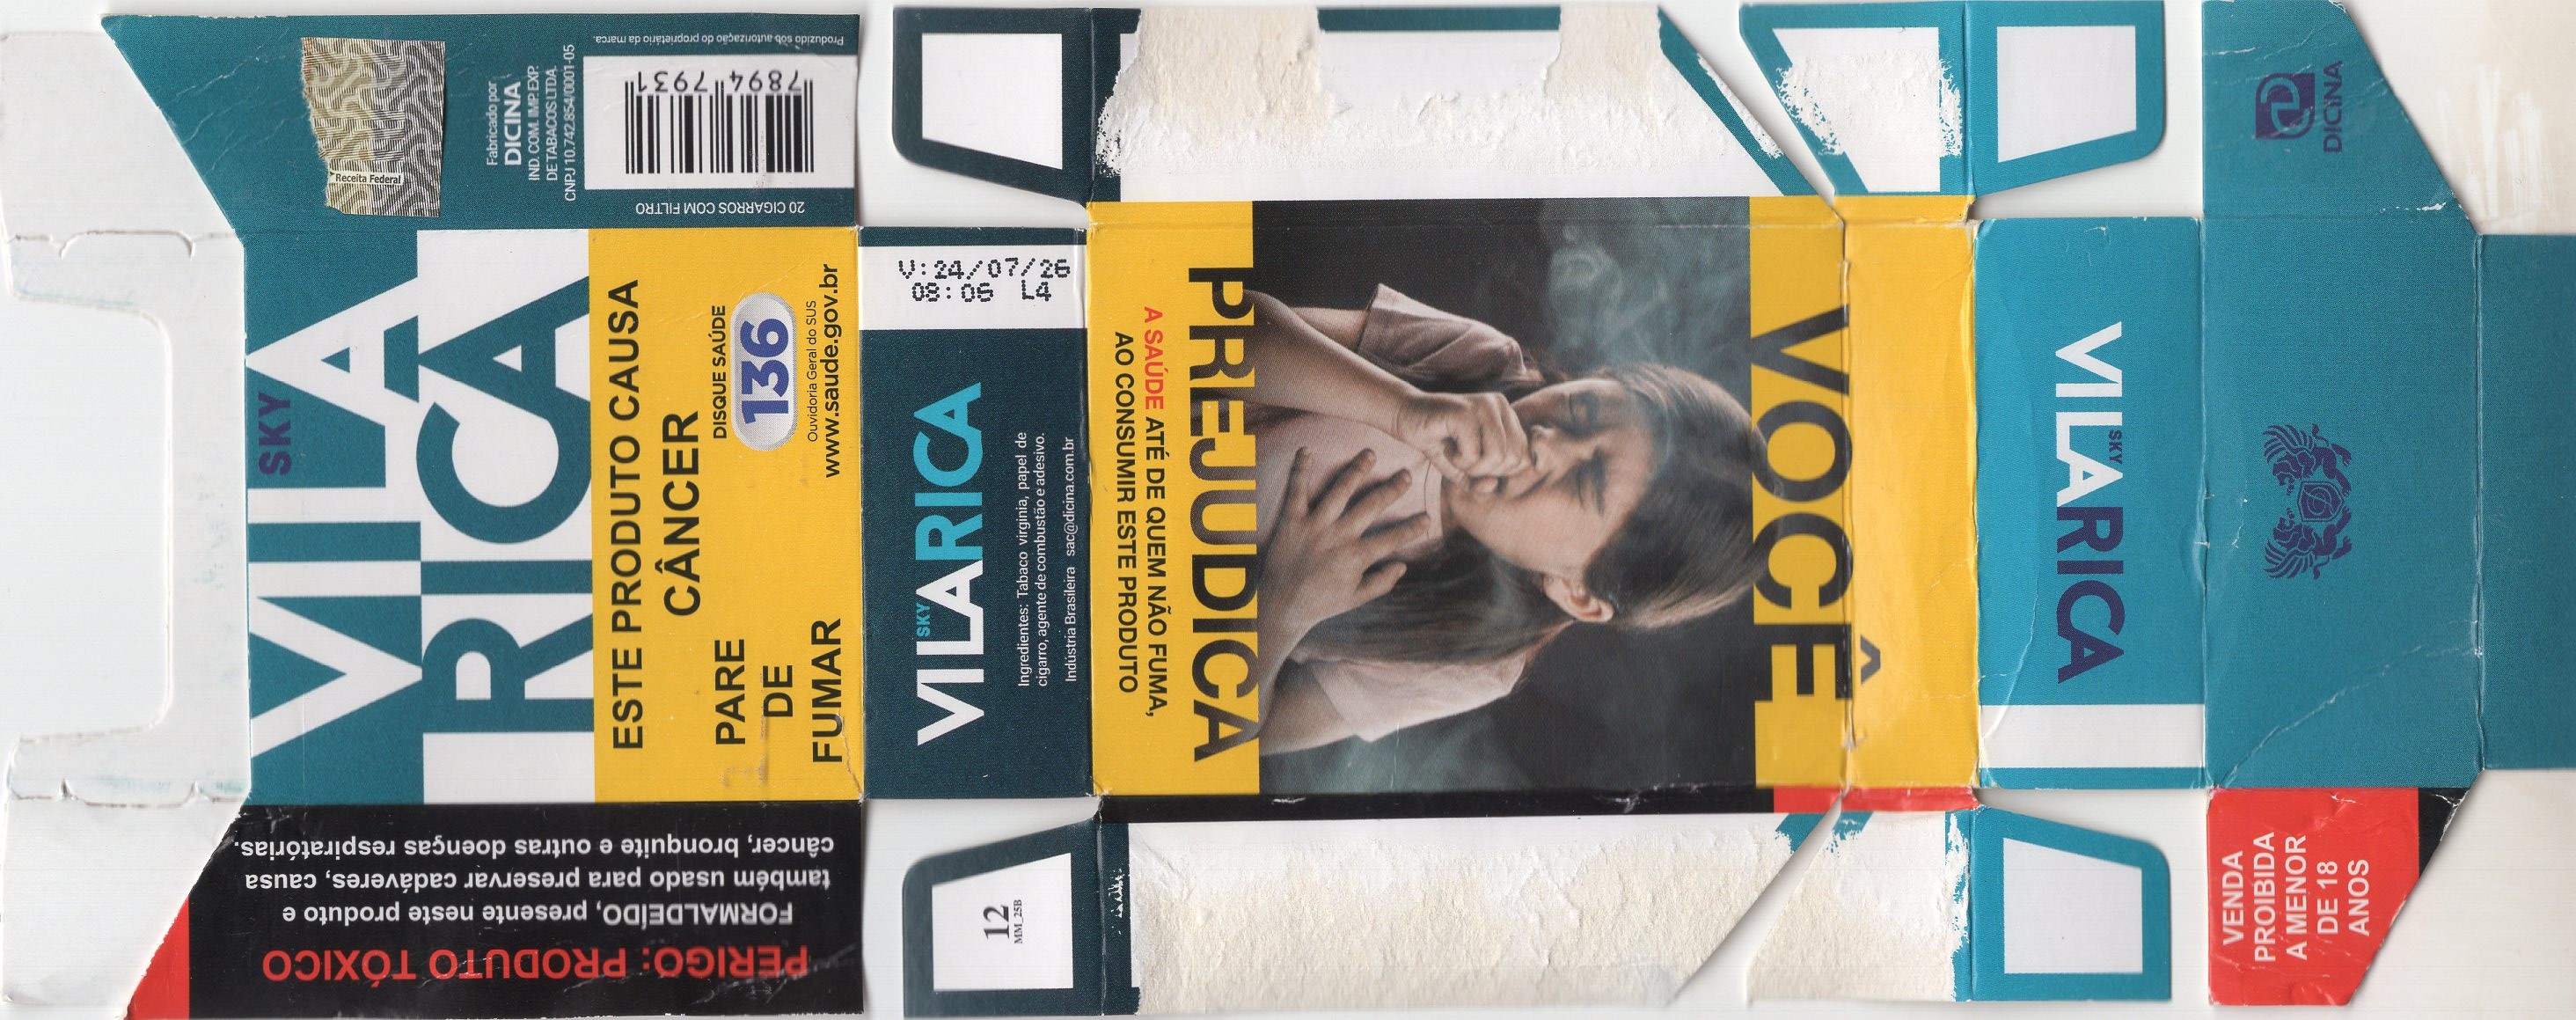 Produzido sob autorização do proprietário da marca.
7894 7931
20 CIGARROS COM FILTRO
Fabricado por
DICINA
IND. COM. IMP. EXP.
DE TABACOS LTDA.
CNPJ 10.742.854/0001-05
Receita Federal
SKY
VILA
RICA
ESTE PRODUTO CAUSA
CÂNCER
PARE
DE
FUMAR
DISQUE SAÚDE
136
Ouvidoria Geral do SUS
www.saude.gov.br
PERIGO: PRODUTO TÓXICO
FORMALDEÍDO, presente neste produto e
também usado para preservar cadáveres, causa
câncer, bronquite e outras doenças respiratórias.
V:24/07/26
08:06 L4
SKY
VILARICA
Ingredientes: Tabaco virginia, papel de
cigarro, agente de combustão e adesivo.
Indústria Brasileira sac@dicina.com.br
12
MM_25B
VOCÊ
PREJUDICA
A SAÚDE ATÉ DE QUEM NÃO FUMA,
AO CONSUMIR ESTE PRODUTO
VILARICA
SKY
DICINA
VENDA
PROIBIDA
A MENOR
DE 18
ANOS